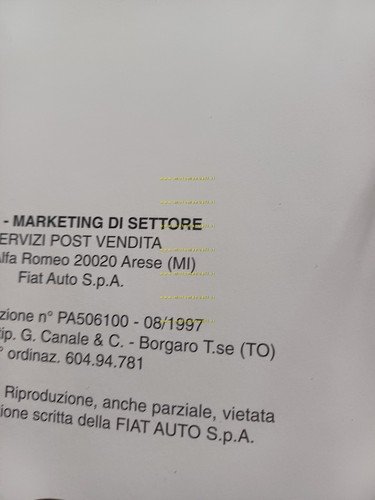 - MARKETING DI SETTORE
ERVIZI POST VENDITA
lfa Romeo 20020 Arese (MI)
Fiat Auto S.p.A.
zione n° PA506100 - 08/1997
ip. G. Canale & C. - Borgaro T.se (TO)
° ordinaz. 604.94.781
Riproduzione, anche parziale, vietata
ione scritta della FIAT AUTO S.p.A.